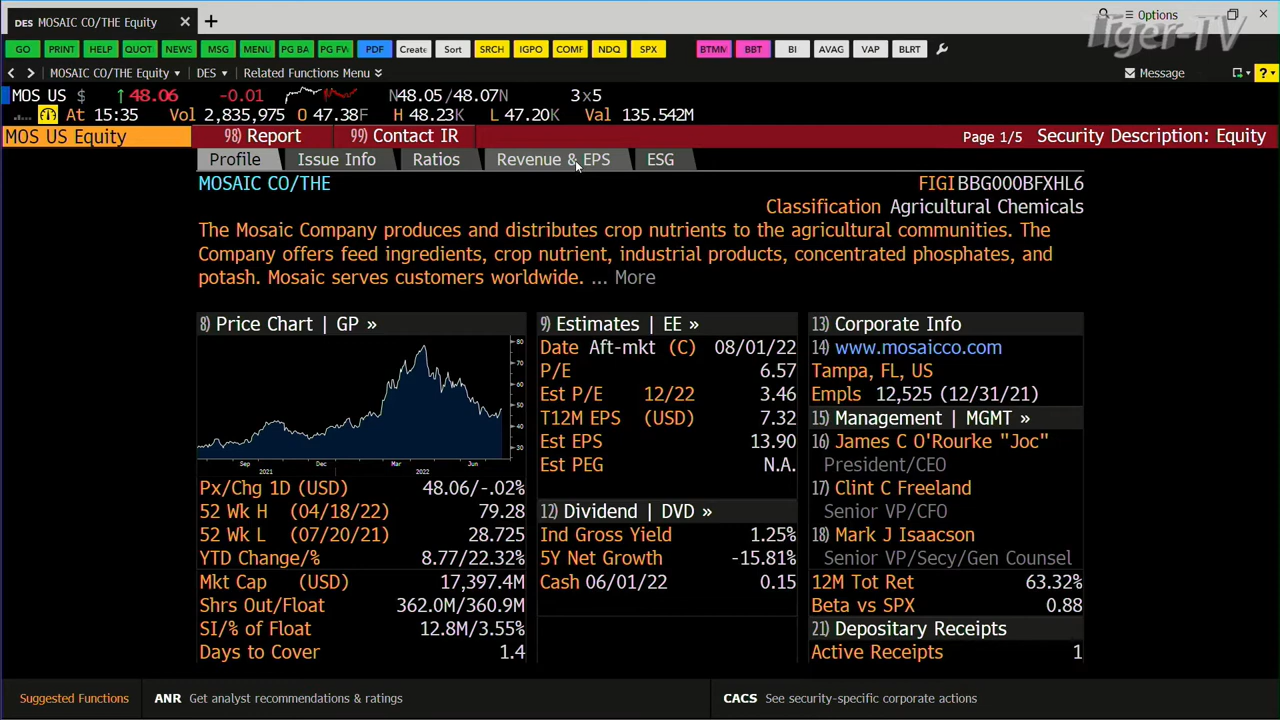 DES MOSAIC CO/THE Equity × +
Options
Tiger-TV
GO PRINT HELP QUOT NEWS MSG MENU PG BA PG FW PDF Create Sort SRCH IGPO COMF NDQ SPX BTMM BBT BI AVAG VAP BLRT
< > MOSAIC CO/THE Equity DES Related Functions Menu Message ?
MOS US $ ↑48.06 -0.01 N48.05/48.07N 3x5
At 15:35 Vol 2,835,975 O 47.38F H 48.23K L 47.20K Val 135.542M
MOS US Equity 98) Report 99) Contact IR Page 1/5 Security Description: Equity
Profile Issue Info Ratios Revenue & EPS ESG
MOSAIC CO/THE FIGI BBG000BFXHL6
Classification Agricultural Chemicals
The Mosaic Company produces and distributes crop nutrients to the agricultural communities. The
Company offers feed ingredients, crop nutrient, industrial products, concentrated phosphates, and
potash. Mosaic serves customers worldwide. ... More
8) Price Chart | GP »
80
70
60
50
40
30
Sep Dec Mar Jun
2021 2022
Px/Chg 1D (USD) 48.06/-.02%
52 Wk H (04/18/22) 79.28
52 Wk L (07/20/21) 28.725
YTD Change/% 8.77/22.32%
Mkt Cap (USD) 17,397.4M
Shrs Out/Float 362.0M/360.9M
SI/% of Float 12.8M/3.55%
Days to Cover 1.4
9) Estimates | EE »
Date Aft-mkt (C) 08/01/22
P/E 6.57
Est P/E 12/22 3.46
T12M EPS (USD) 7.32
Est EPS 13.90
Est PEG N.A.
12) Dividend | DVD »
Ind Gross Yield 1.25%
5Y Net Growth -15.81%
Cash 06/01/22 0.15
13) Corporate Info
14) www.mosaicco.com
Tampa, FL, US
Empls 12,525 (12/31/21)
15) Management | MGMT »
16) James C O'Rourke "Joc"
President/CEO
17) Clint C Freeland
Senior VP/CFO
18) Mark J Isaacson
Senior VP/Secy/Gen Counsel
12M Tot Ret 63.32%
Beta vs SPX 0.88
21) Depositary Receipts
Active Receipts 1
Suggested Functions ANR Get analyst recommendations & ratings CACS See security-specific corporate actions